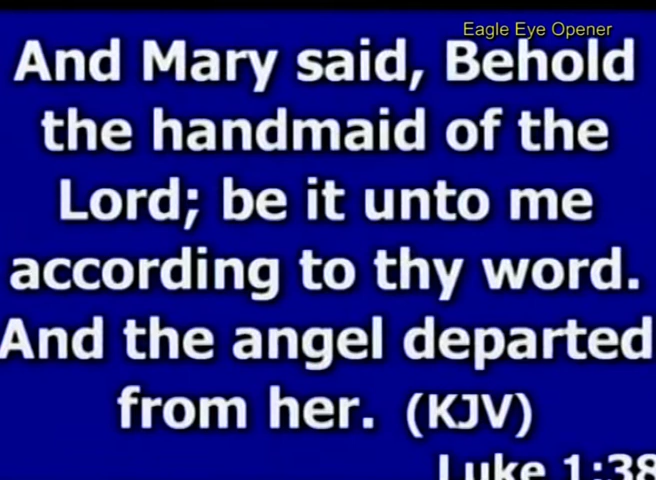 Eagle Eye Opener
And Mary said, Behold
the handmaid of the
Lord; be it unto me
according to thy word.
And the angel departed
from her. (KJV)
Luke 1:38